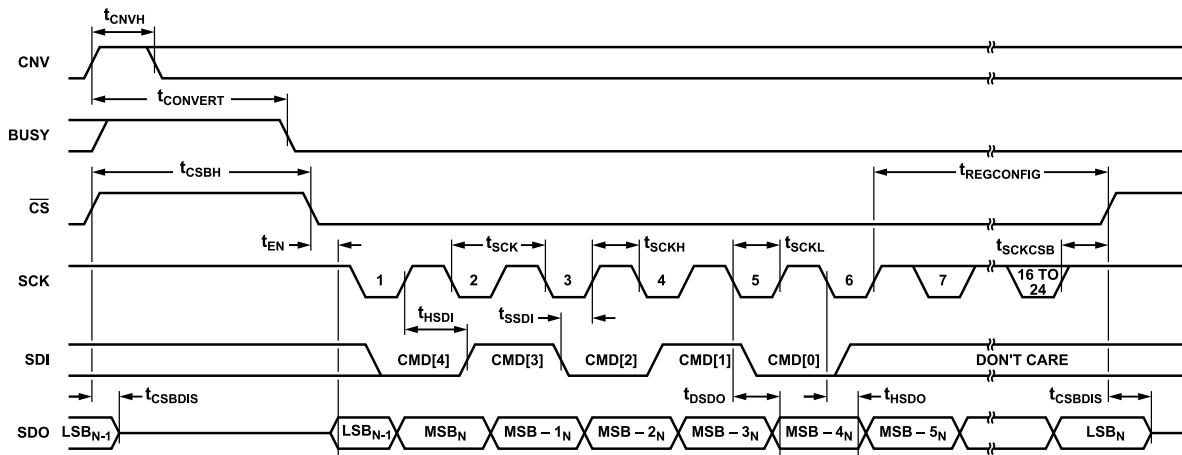 tCNVH
CNV
tCONVERT
BUSY
tCSBH
tREGCONFIG
CS
tEN
tSCK
tSCKH
tSCKL
tSCKCSB
SCK
1
2
3
4
5
6
7
16 TO
24
tHSDI
tSSDI
SDI
CMD[4]
CMD[3]
CMD[2]
CMD[1]
CMD[0]
DON'T CARE
tCSBDIS
tDSDO
tHSDO
tCSBDIS
SDO
LSBN-1
LSBN-1
MSBN
MSB – 1N
MSB – 2N
MSB – 3N
MSB – 4N
MSB – 5N
LSBN